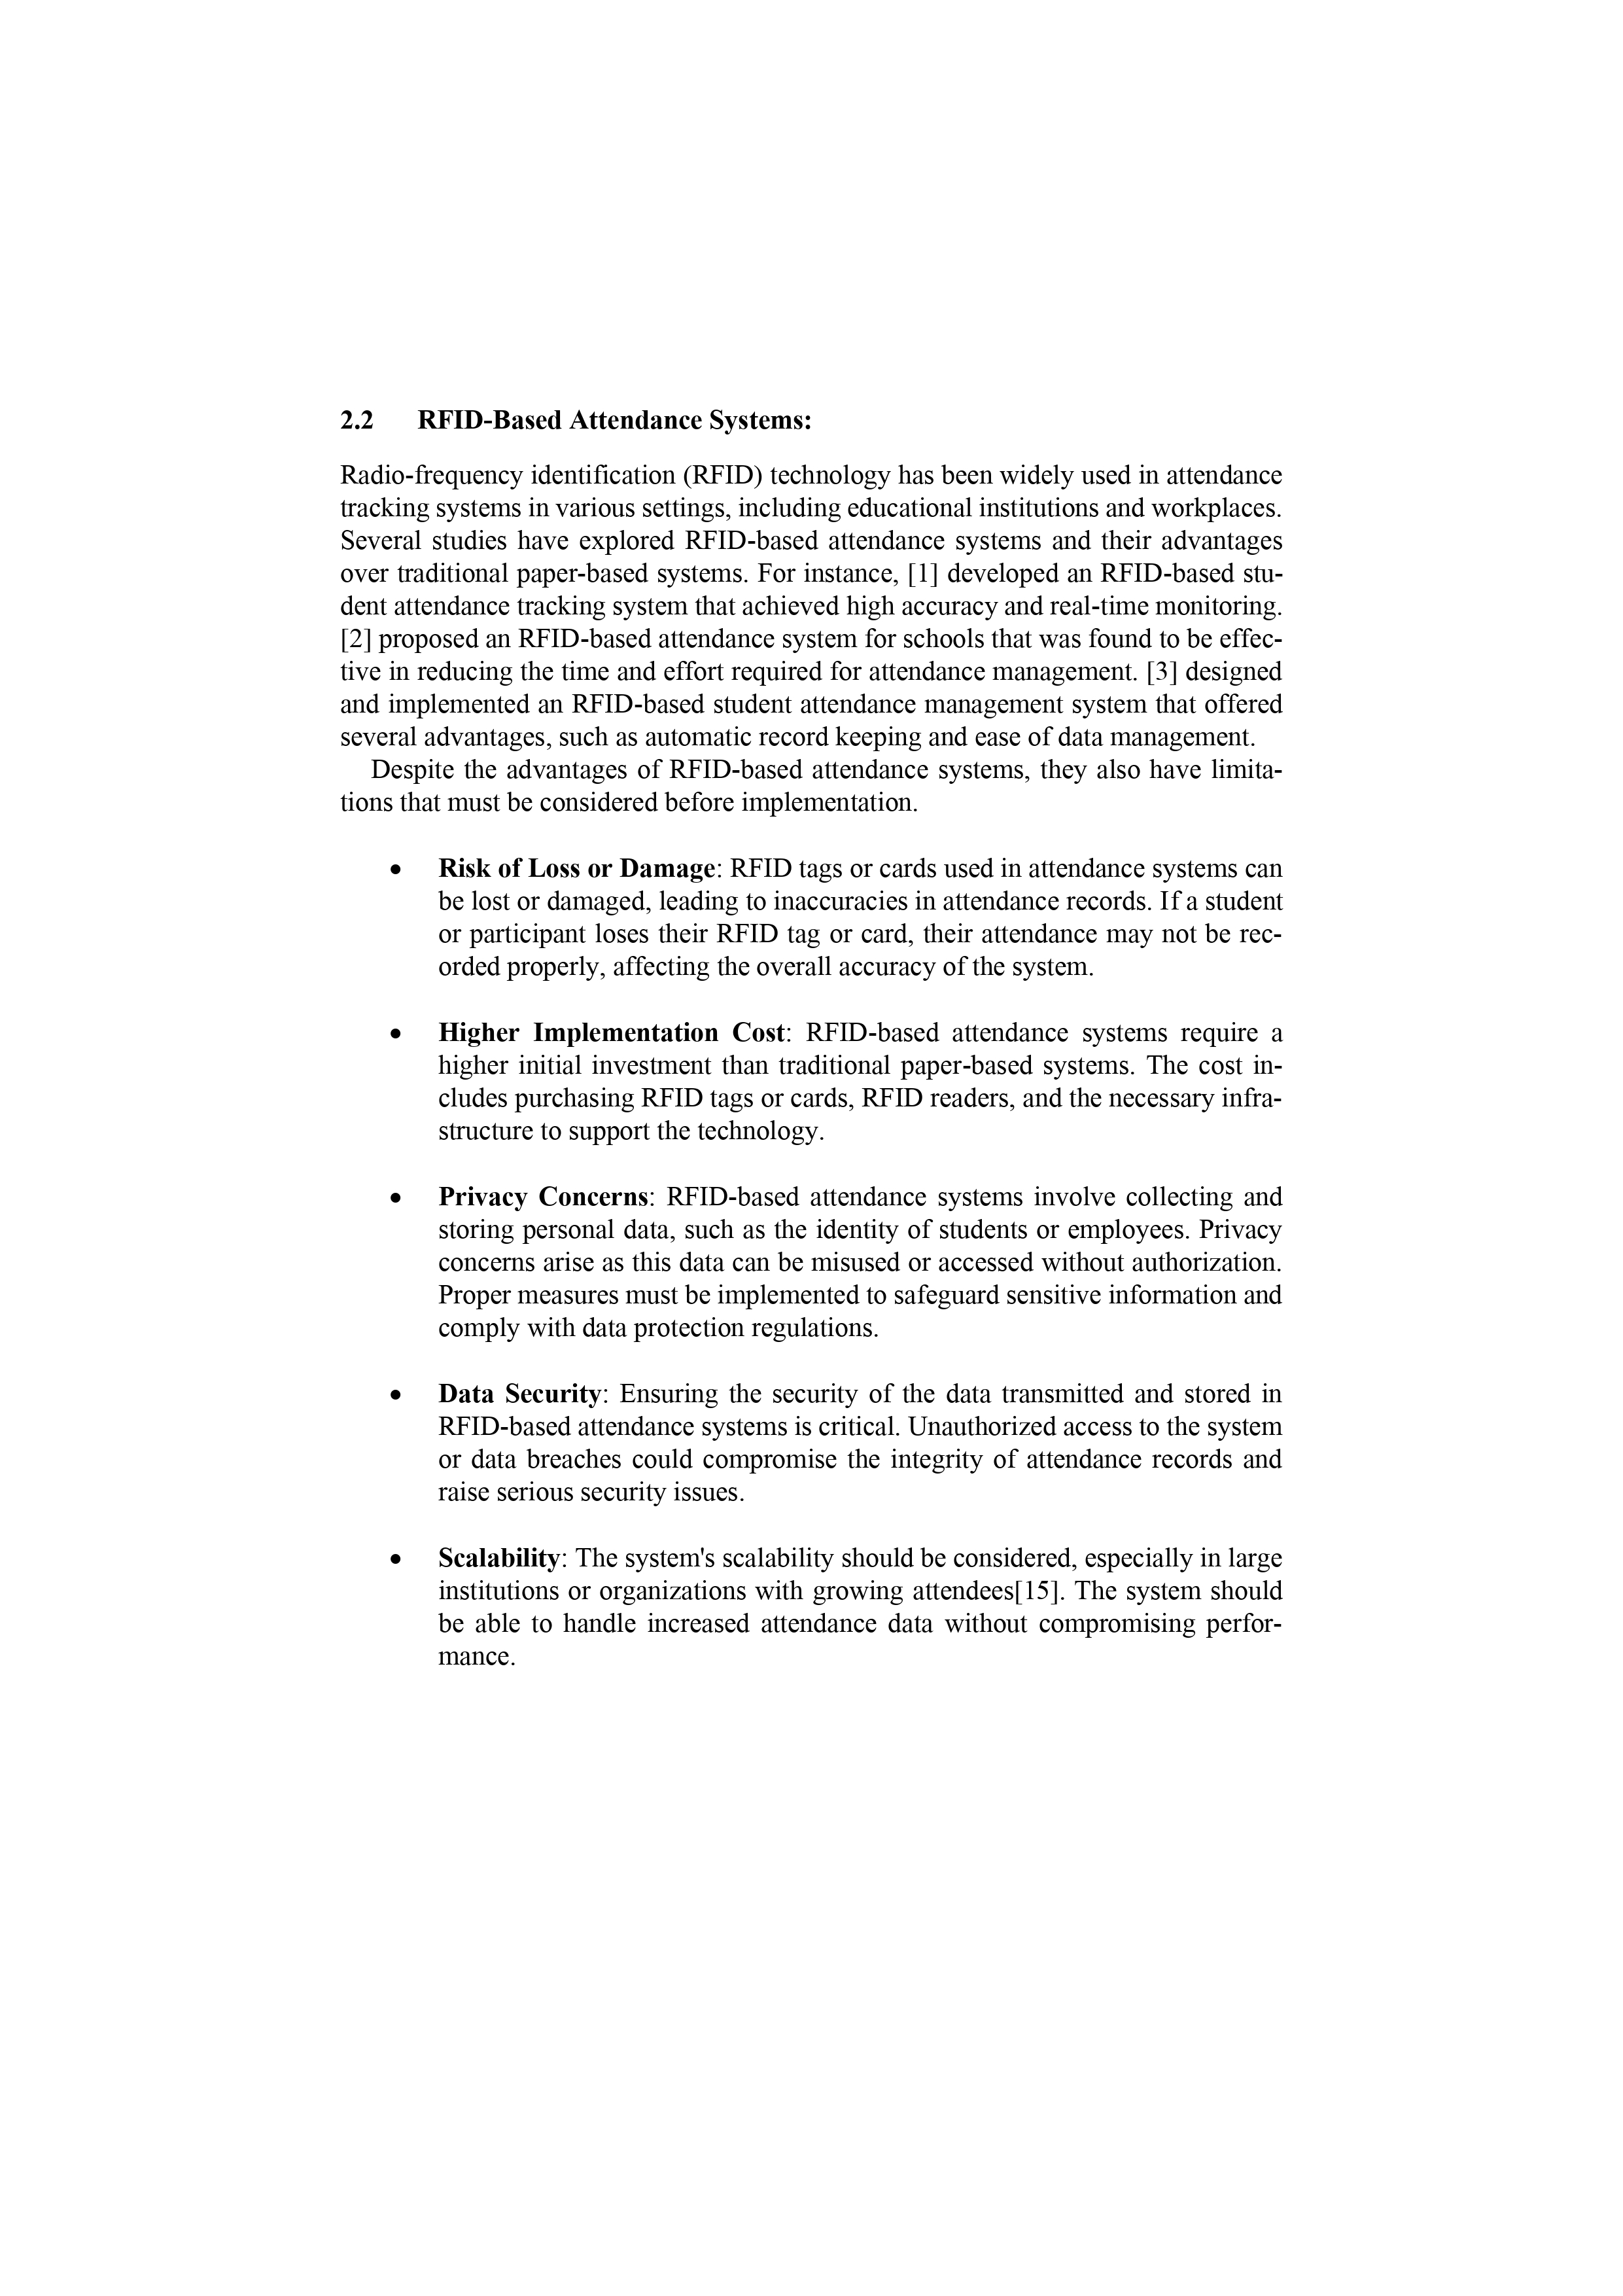 2.2 RFID-Based Attendance Systems:
Radio-frequency identification (RFID) technology has been widely used in attendance
tracking systems in various settings, including educational institutions and workplaces.
Several studies have explored RFID-based attendance systems and their advantages
over traditional paper-based systems. For instance, [1] developed an RFID-based stu-
dent attendance tracking system that achieved high accuracy and real-time monitoring.
[2] proposed an RFID-based attendance system for schools that was found to be effec-
tive in reducing the time and effort required for attendance management. [3] designed
and implemented an RFID-based student attendance management system that offered
several advantages, such as automatic record keeping and ease of data management.
Despite the advantages of RFID-based attendance systems, they also have limita-
tions that must be considered before implementation.
• Risk of Loss or Damage: RFID tags or cards used in attendance systems can
be lost or damaged, leading to inaccuracies in attendance records. If a student
or participant loses their RFID tag or card, their attendance may not be rec-
orded properly, affecting the overall accuracy of the system.
• Higher Implementation Cost: RFID-based attendance systems require a
higher initial investment than traditional paper-based systems. The cost in-
cludes purchasing RFID tags or cards, RFID readers, and the necessary infra-
structure to support the technology.
• Privacy Concerns: RFID-based attendance systems involve collecting and
storing personal data, such as the identity of students or employees. Privacy
concerns arise as this data can be misused or accessed without authorization.
Proper measures must be implemented to safeguard sensitive information and
comply with data protection regulations.
• Data Security: Ensuring the security of the data transmitted and stored in
RFID-based attendance systems is critical. Unauthorized access to the system
or data breaches could compromise the integrity of attendance records and
raise serious security issues.
• Scalability: The system's scalability should be considered, especially in large
institutions or organizations with growing attendees[15]. The system should
be able to handle increased attendance data without compromising perfor-
mance.